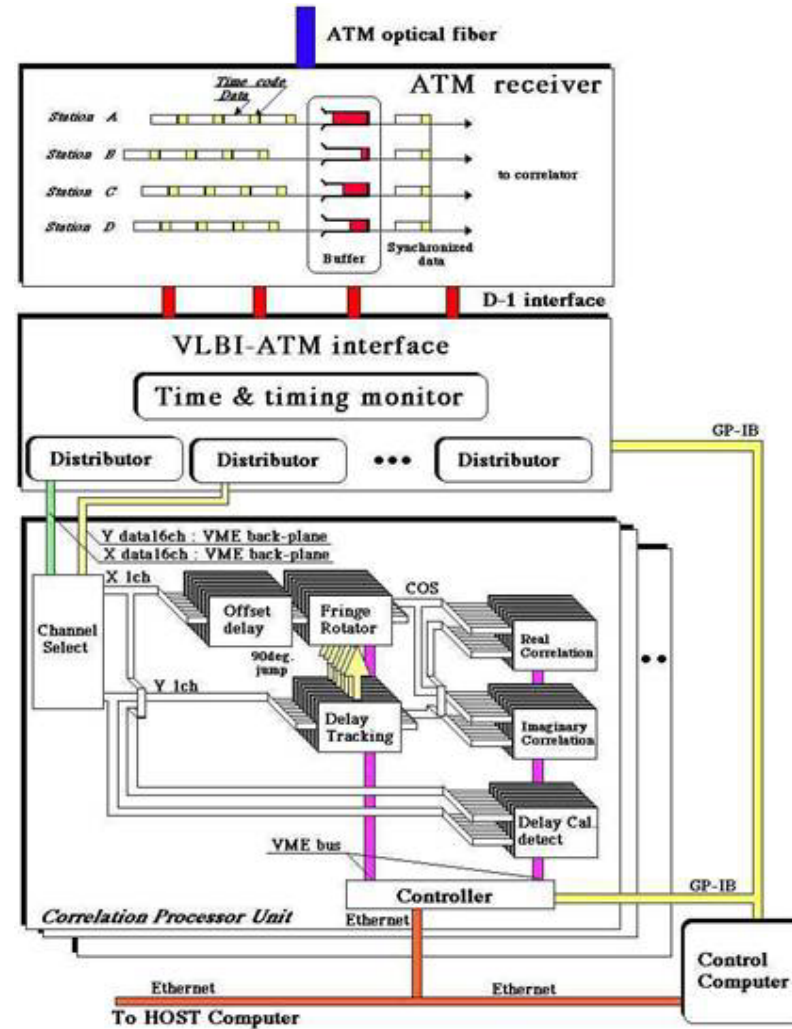 ATM optical fiber
ATM receiver
Time code
Data
Station A
Station B
Station C
Station D
to correlator
Buffer
Synchronized
data
D-1 interface
VLBI-ATM interface
Time & timing monitor
GP-IB
Distributor
Distributor
•••
Distributor
Y data16ch : VME back-plane
X data16ch : VME back-plane
X 1ch
COS
Channel
Select
Offset
delay
Fringe
Rotator
Real
Correlation
90deg.
jump
••
Y 1ch
Delay
Tracking
Imaginary
Correlation
Delay Cal.
detect
VME bus
Controller
GP-IB
Correlation Processor Unit
Ethernet
Control
Computer
Ethernet
Ethernet
To HOST Computer